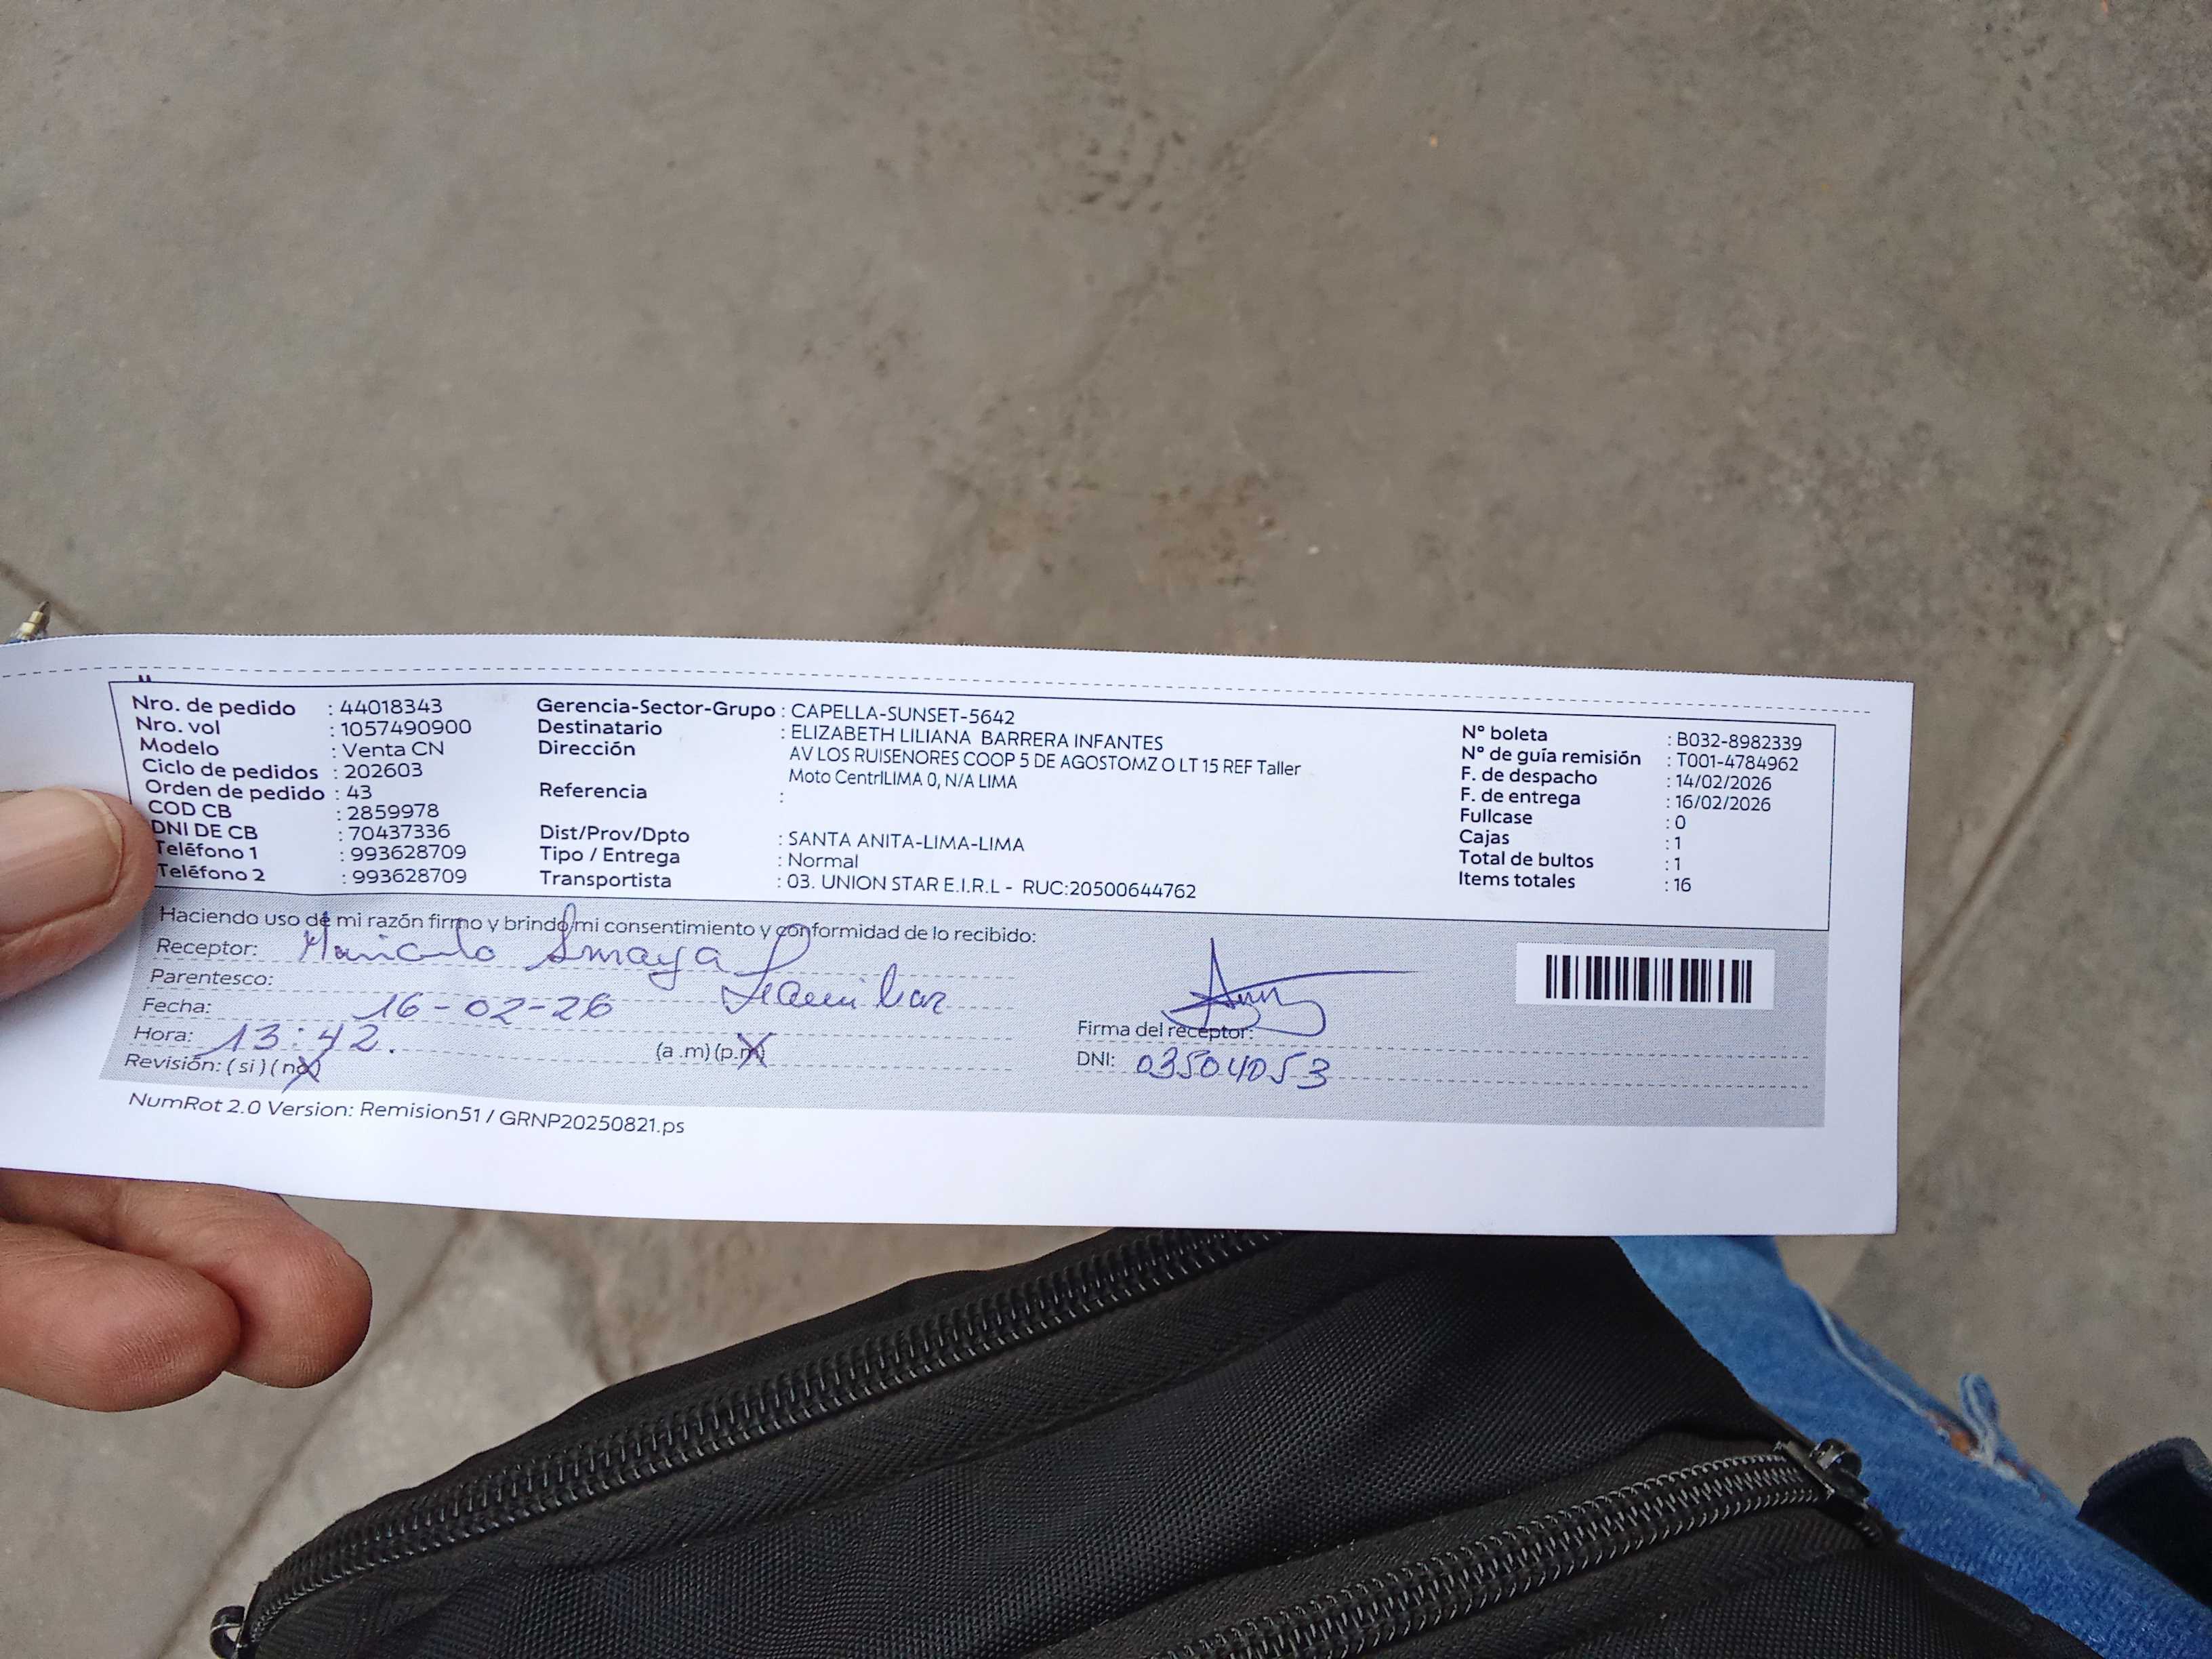 Nro. de pedido : 44018343
Nro. vol : 1057490900
Modelo : Venta CN
Ciclo de pedidos : 202603
Orden de pedido : 43
COD CB : 2859978
DNI DE CB : 70437336
Teléfono 1 : 993628709
Teléfono 2 : 993628709
Gerencia-Sector-Grupo : CAPELLA-SUNSET-5642
Destinatario : ELIZABETH LILIANA BARRERA INFANTES
Dirección AV LOS RUISENORES COOP 5 DE AGOSTOMZ O LT 15 REF Taller
Moto CentrlLIMA 0, N/A LIMA
Referencia :
Dist/Prov/Dpto : SANTA ANITA-LIMA-LIMA
Tipo / Entrega : Normal
Transportista : 03. UNION STAR E.I.R.L - RUC:20500644762
N° boleta : B032-8982339
N° de guía remisión : T001-4784962
F. de despacho : 14/02/2026
F. de entrega : 16/02/2026
Fullcase : 0
Cajas : 1
Total de bultos : 1
Items totales : 16
Haciendo uso de mi razón firmo y brindo mi consentimiento y conformidad de lo recibido:
Receptor: Amaya
Parentesco:
Fecha: 16-02-26
Hora: 13:42. (a .m) (p.m)
Revisión: ( si ) ( no )
Firma del receptor:
DNI: 03504053
NumRot 2.0 Version: Remision51 / GRNP20250821.ps